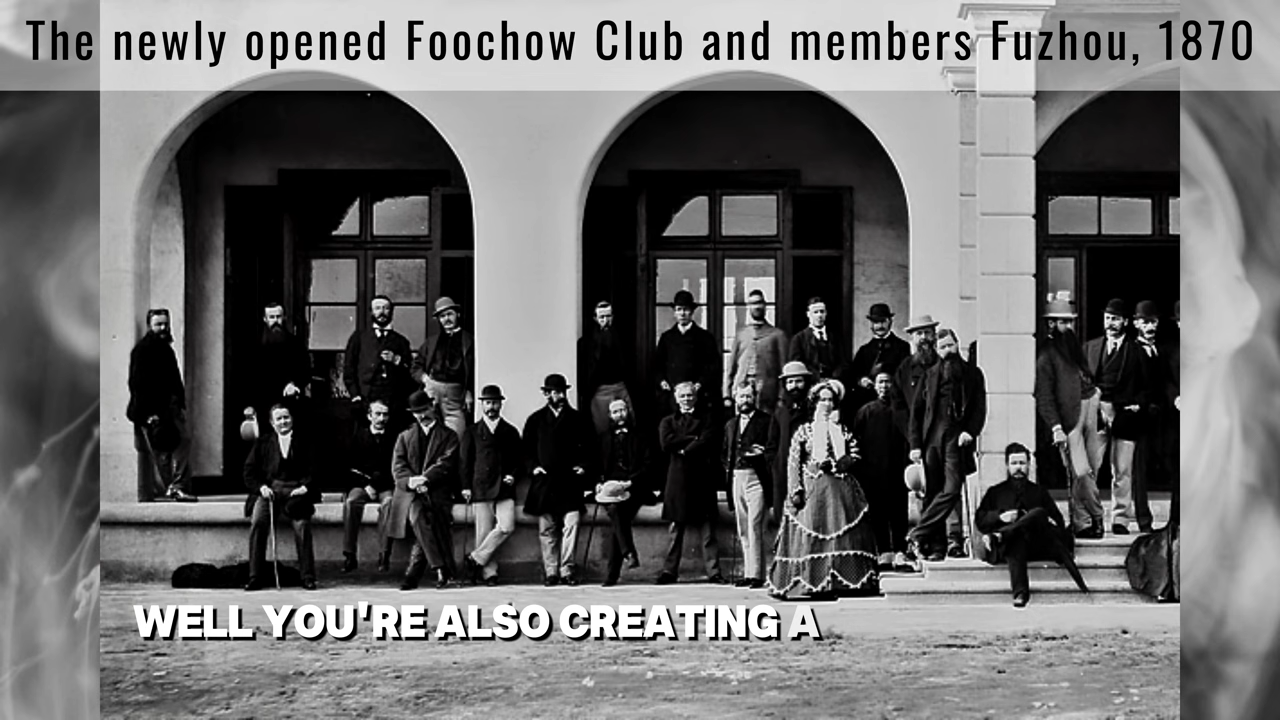 The newly opened Foochow Club and members Fuzhou, 1870
WELL YOU'RE ALSO CREATING A